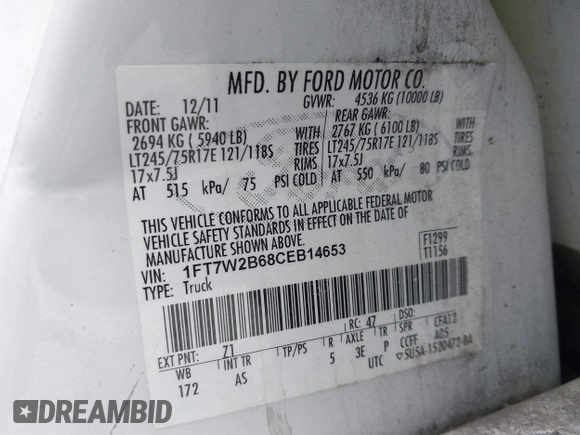 MFD. BY FORD MOTOR CO.
DATE: 12/11 GVWR: 4536 KG (10000 LB)
FRONT GAWR: REAR GAWR:
2694 KG ( 5940 LB) WITH 2767 KG ( 6100 LB) WITH
LT245/75R17E 121/118S TIRES LT245/75R17E 121/118S TIRES
17x7.5J RIMS 17x7.5J RIMS
AT 515 kPa/ 75 PSI COLD AT 550 kPa/ 80 PSI COLD
THIS VEHICLE CONFORMS TO ALL APPLICABLE FEDERAL MOTOR
VEHICLE SAFETY STANDARDS IN EFFECT ON THE DATE OF
MANUFACTURE SHOWN ABOVE.
VIN: 1FT7W2B68CEB14653 F1299
TYPE: Truck T1156
EXT PNT: Z1 RC: 47 DSO:
WB INT TR TP/PS R AXLE TR SPR CFA12
172 AS 5 3E P CCFF A05
UTC 5U5A-1520472-BA
DREAMBID